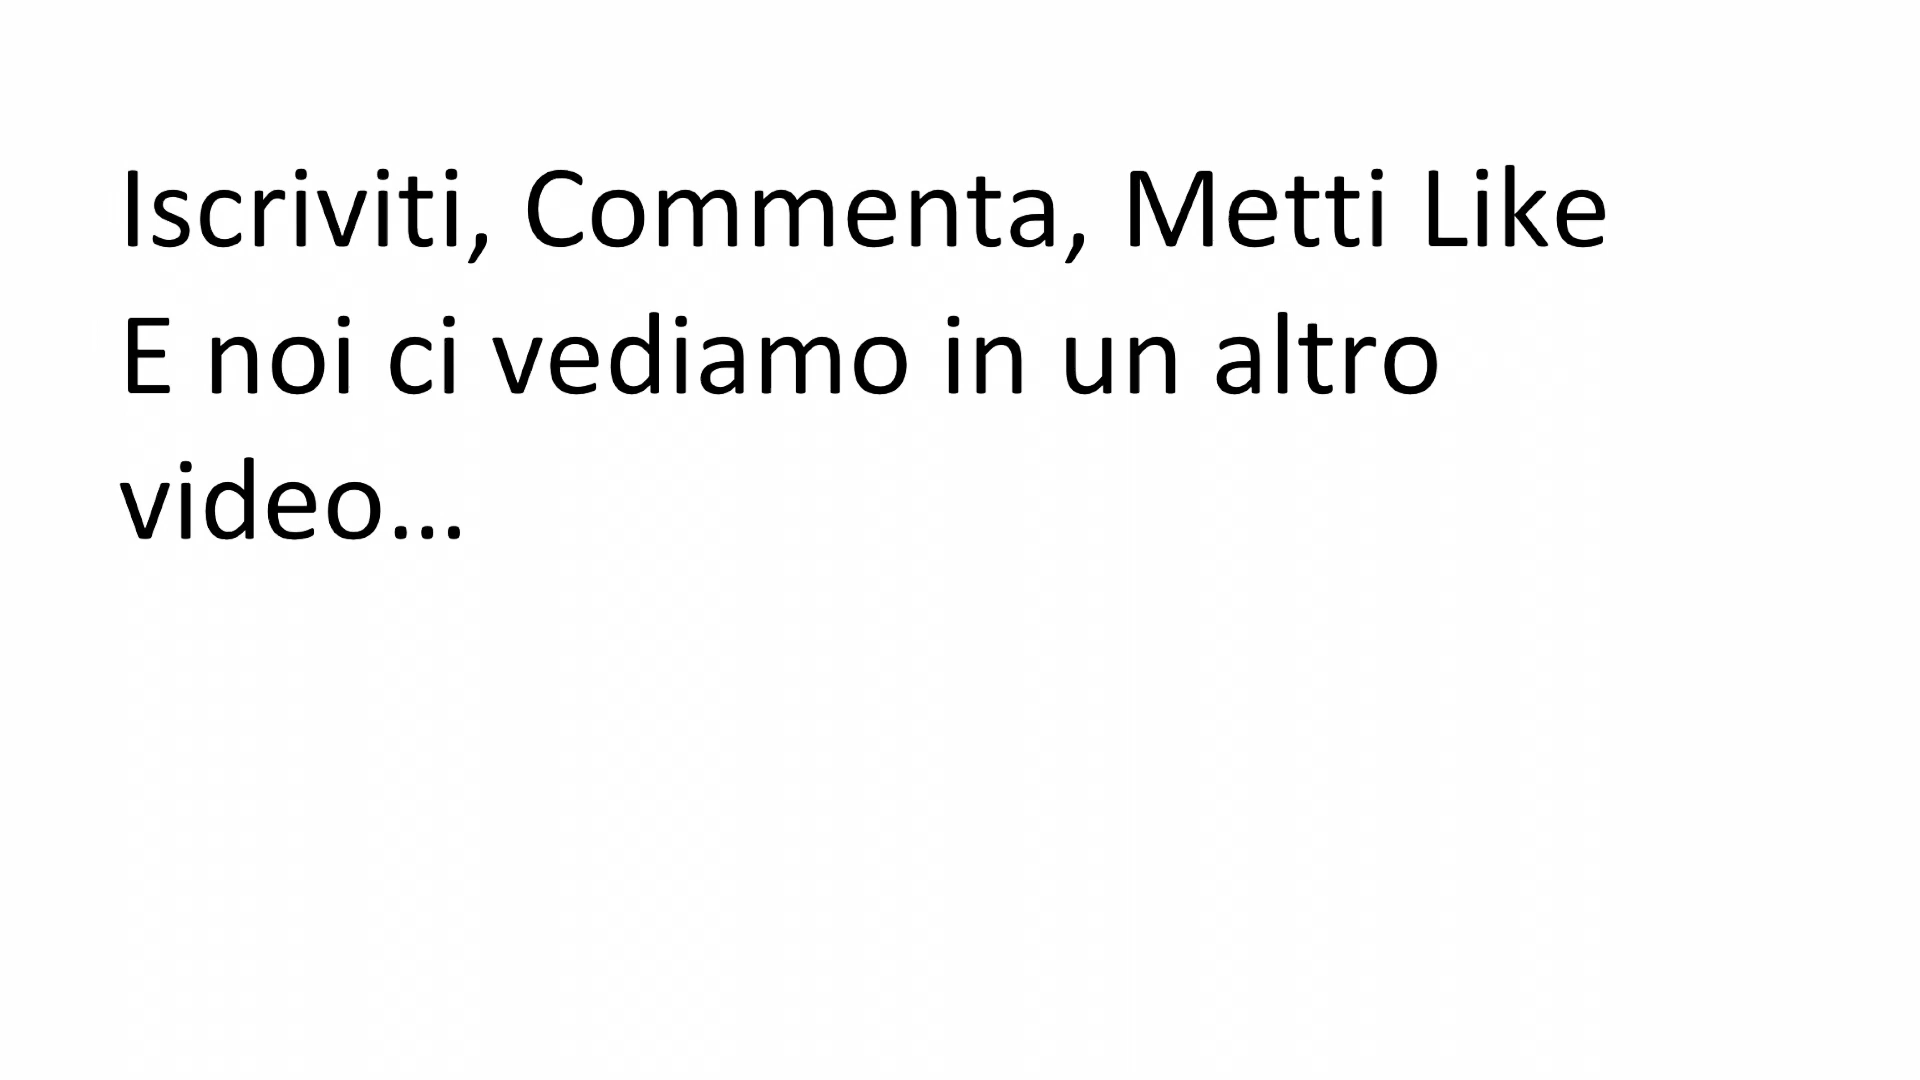 Iscriviti, Commenta, Metti Like
E noi ci vediamo in un altro
video...